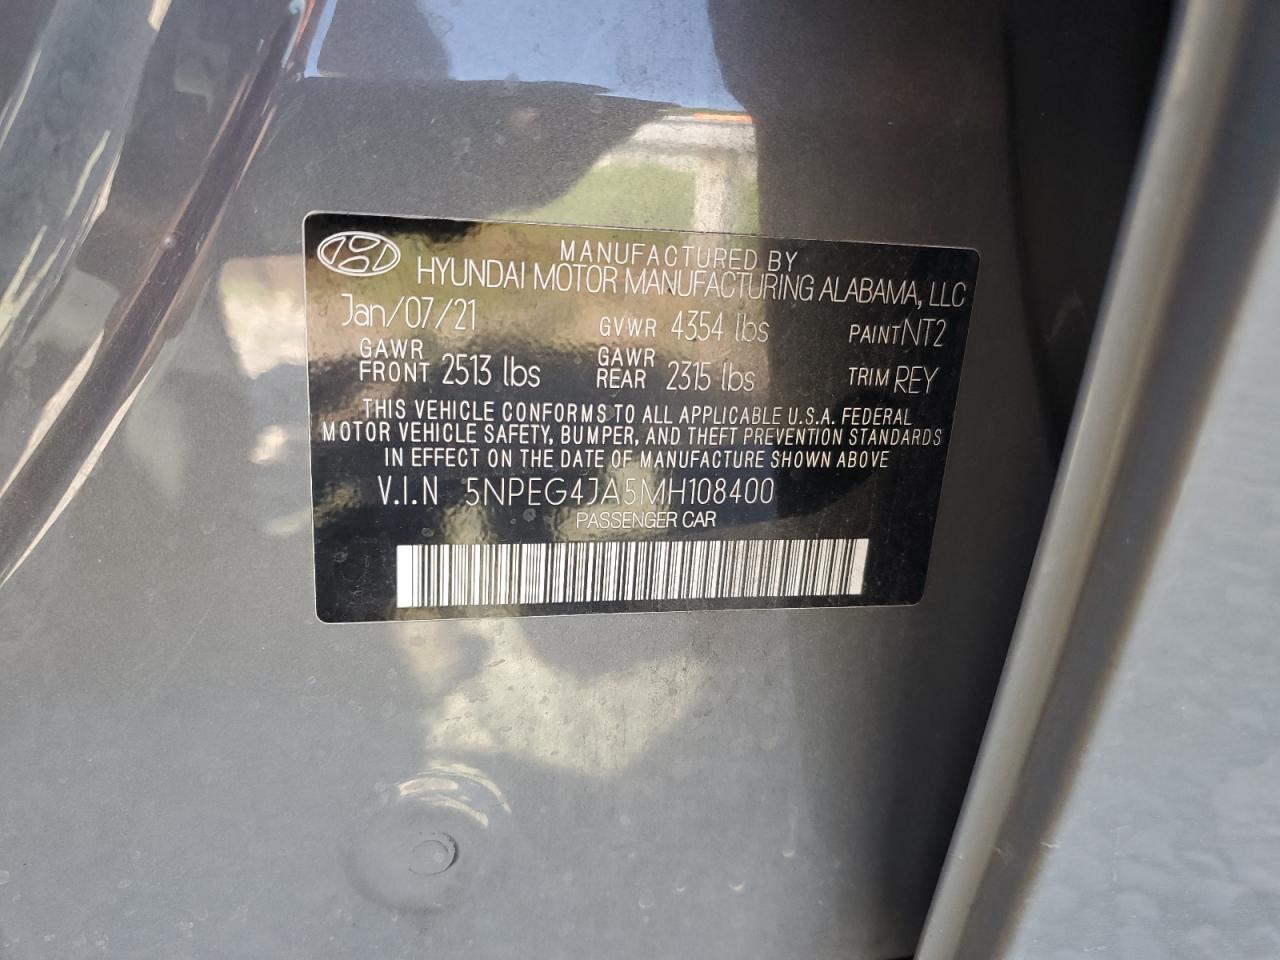 MANUFACTURED BY
HYUNDAI MOTOR MANUFACTURING ALABAMA, LLC
Jan/07/21 GVWR 4354 lbs PAINT NT2
GAWR FRONT 2513 lbs GAWR REAR 2315 lbs TRIM REY
THIS VEHICLE CONFORMS TO ALL APPLICABLE U.S.A. FEDERAL
MOTOR VEHICLE SAFETY, BUMPER, AND THEFT PREVENTION STANDARDS
IN EFFECT ON THE DATE OF MANUFACTURE SHOWN ABOVE
V.I.N 5NPEG4JA5MH108400
PASSENGER CAR